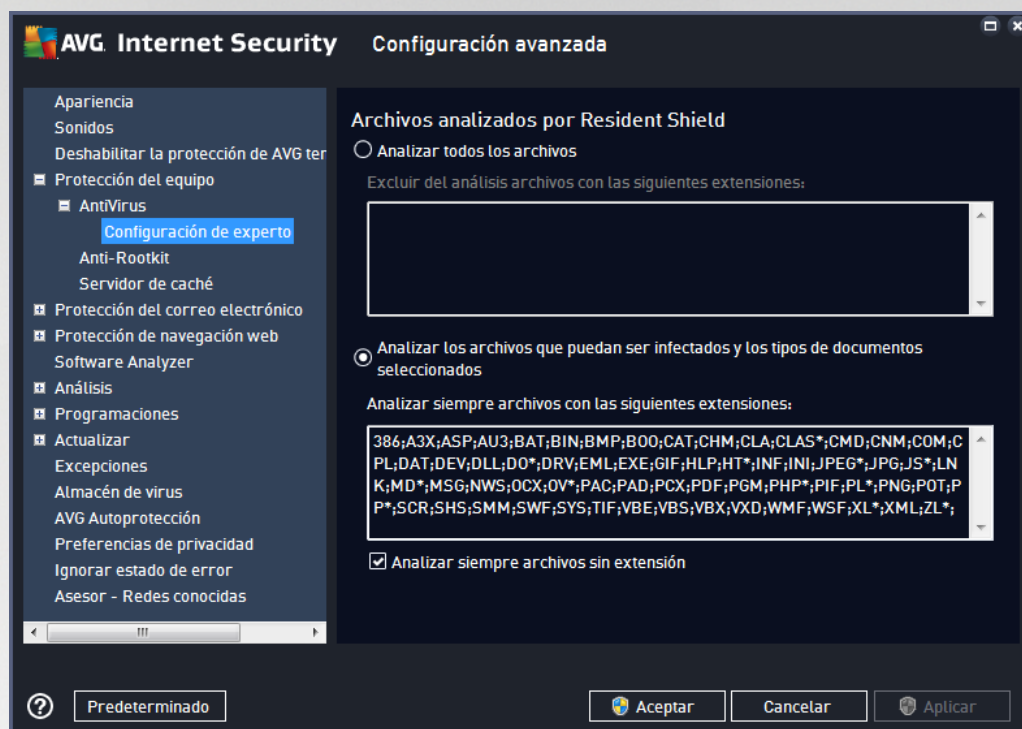 AVG. Internet Security
Configuración avanzada
Apariencia
Sonidos
Deshabilitar la protección de AVG ter
Protección del equipo
AntiVirus
Configuración de experto
Anti-Rootkit
Servidor de caché
Protección del correo electrónico
Protección de navegación web
Software Analyzer
Análisis
Programaciones
Actualizar
Excepciones
Almacén de virus
AVG Autoprotección
Preferencias de privacidad
Ignorar estado de error
Asesor - Redes conocidas
Archivos analizados por Resident Shield
Analizar todos los archivos
Excluir del análisis archivos con las siguientes extensiones:
Analizar los archivos que puedan ser infectados y los tipos de documentos
seleccionados
Analizar siempre archivos con las siguientes extensiones:
386;A3X;ASP;AU3;BAT;BIN;BMP;BOO;CAT;CHM;CLA;CLAS*;CMD;CNM;COM;C
PL;DAT;DEV;DLL;DO*;DRV;EML;EXE;GIF;HLP;HT*;INF;INI;JPEG*;JPG;JS*;LN
K;MD*;MSG;NWS;OCX;OV*;PAC;PAD;PCX;PDF;PGM;PHP*;PIF;PL*;PNG;POT;P
P*;SCR;SHS;SMM;SWF;SYS;TIF;VBE;VBS;VBX;VXD;WMF;WSF;XL*;XML;ZL*;
Analizar siempre archivos sin extensión
Predeterminado
Aceptar
Cancelar
Aplicar